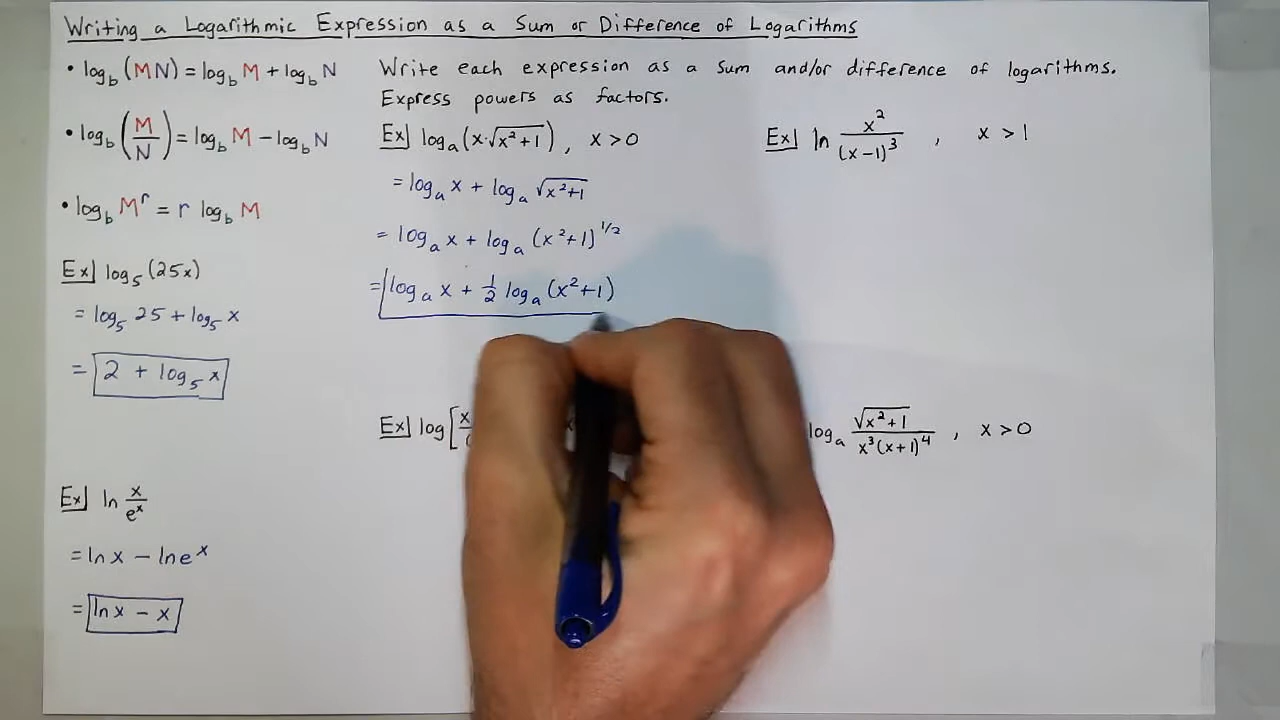 Writing a Logarithmic Expression as a Sum or Difference of Logarithms
• log_b (MN) = log_b M + log_b N
• log_b (M/N) = log_b M − log_b N
• log_b M^r = r log_b M
Ex] log_5 (25x)
= log_5 25 + log_5 x
= 2 + log_5 x
Ex] ln x/e^x
= ln x − ln e^x
= ln x − x
Write each expression as a sum and/or difference of logarithms.
Express powers as factors.
Ex] log_a (x·√(x²+1)), x > 0
= log_a x + log_a √(x²+1)
= log_a x + log_a (x²+1)^1/2
= log_a x + 1/2 log_a (x²+1)
Ex] log [
Ex] ln x²/(x−1)³ , x > 1
log_a √(x²+1)/x³(x+1)⁴ , x > 0